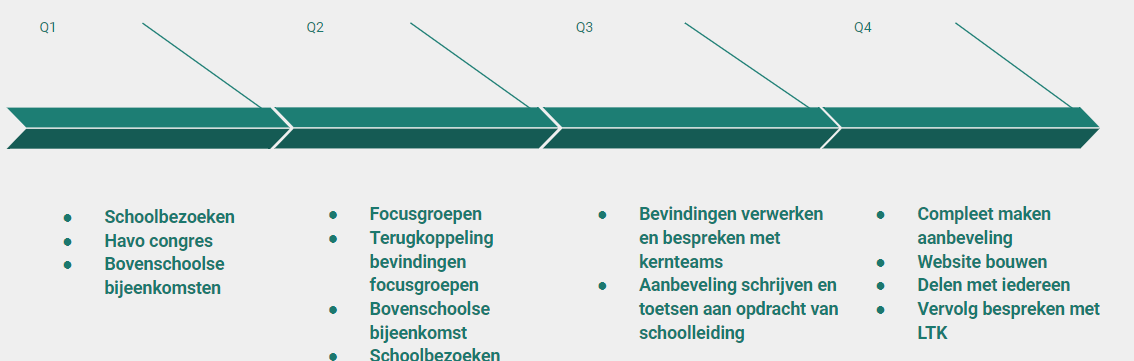 Q1
Q2
Q3
Q4
Schoolbezoeken
Havo congres
Bovenschoolse
bijeenkomsten
Focusgroepen
Terugkoppeling
bevindingen
focusgroepen
Bovenschoolse
bijeenkomst
Schoolbezoeken
Bevindingen verwerken
en bespreken met
kernteams
Aanbeveling schrijven en
toetsen aan opdracht van
schoolleiding
Compleet maken
aanbeveling
Website bouwen
Delen met iedereen
Vervolg bespreken met
LTK